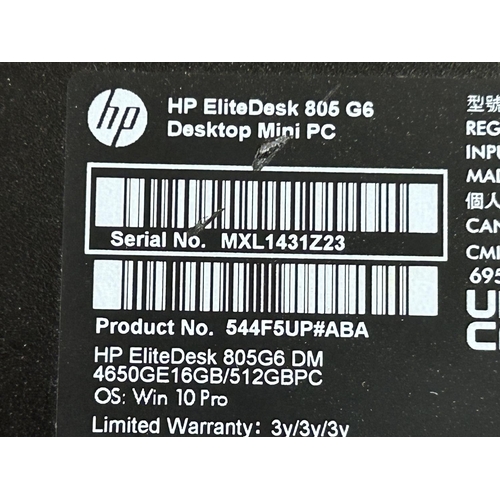 hp
HP EliteDesk 805 G6
Desktop Mini PC
Serial No. MXL1431Z23
Product No. 544F5UP#ABA
HP EliteDesk 805G6 DM
4650GE16GB/512GBPC
OS: Win 10 Pro
Limited Warranty: 3y/3y/3y
型號
REG
INPU
MAD
個人
CAN
CMI
695